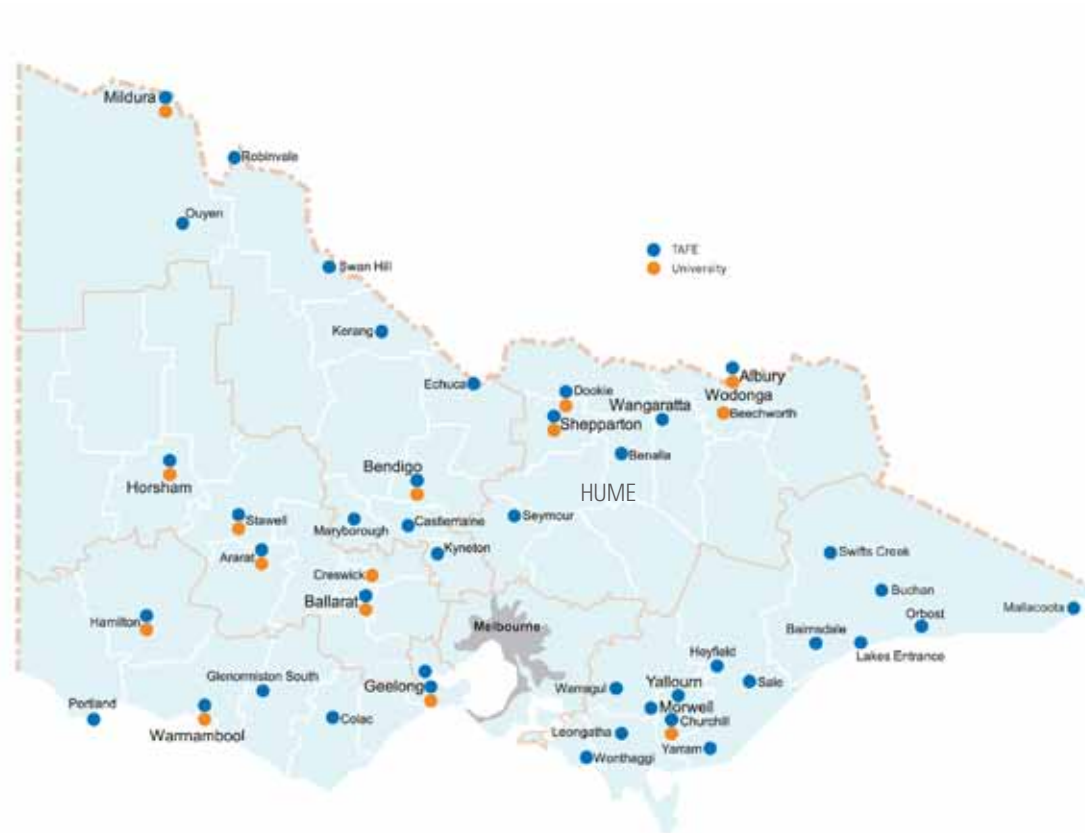 Mildura
Robinvale
Ouyen
TAFE
University
Swan Hill
Kerang
Echuca
Dookie
Albury
Wodonga
Wangaratta
Beechworth
Shepparton
Benalla
Bendigo
Horsham
HUME
Stawell
Maryborough
Castlemaine
Seymour
Kyneton
Ararat
Swifts Creek
Creswick
Ballarat
Buchan
Mallacoota
Hamilton
Melbourne
Orbost
Bairnsdale
Lakes Entrance
Heyfield
Glenormiston South
Geelong
Warragul
Yallourn
Sale
Portland
Colac
Morwell
Churchill
Warrnambool
Leongatha
Yarram
Wonthaggi